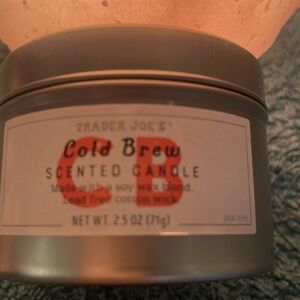 TRADER JOE'S®
CB
Cold Brew
SCENTED CANDLE
Made with a soy wax blend.
Lead free cotton wick.
NET WT. 2.5 OZ (71g)